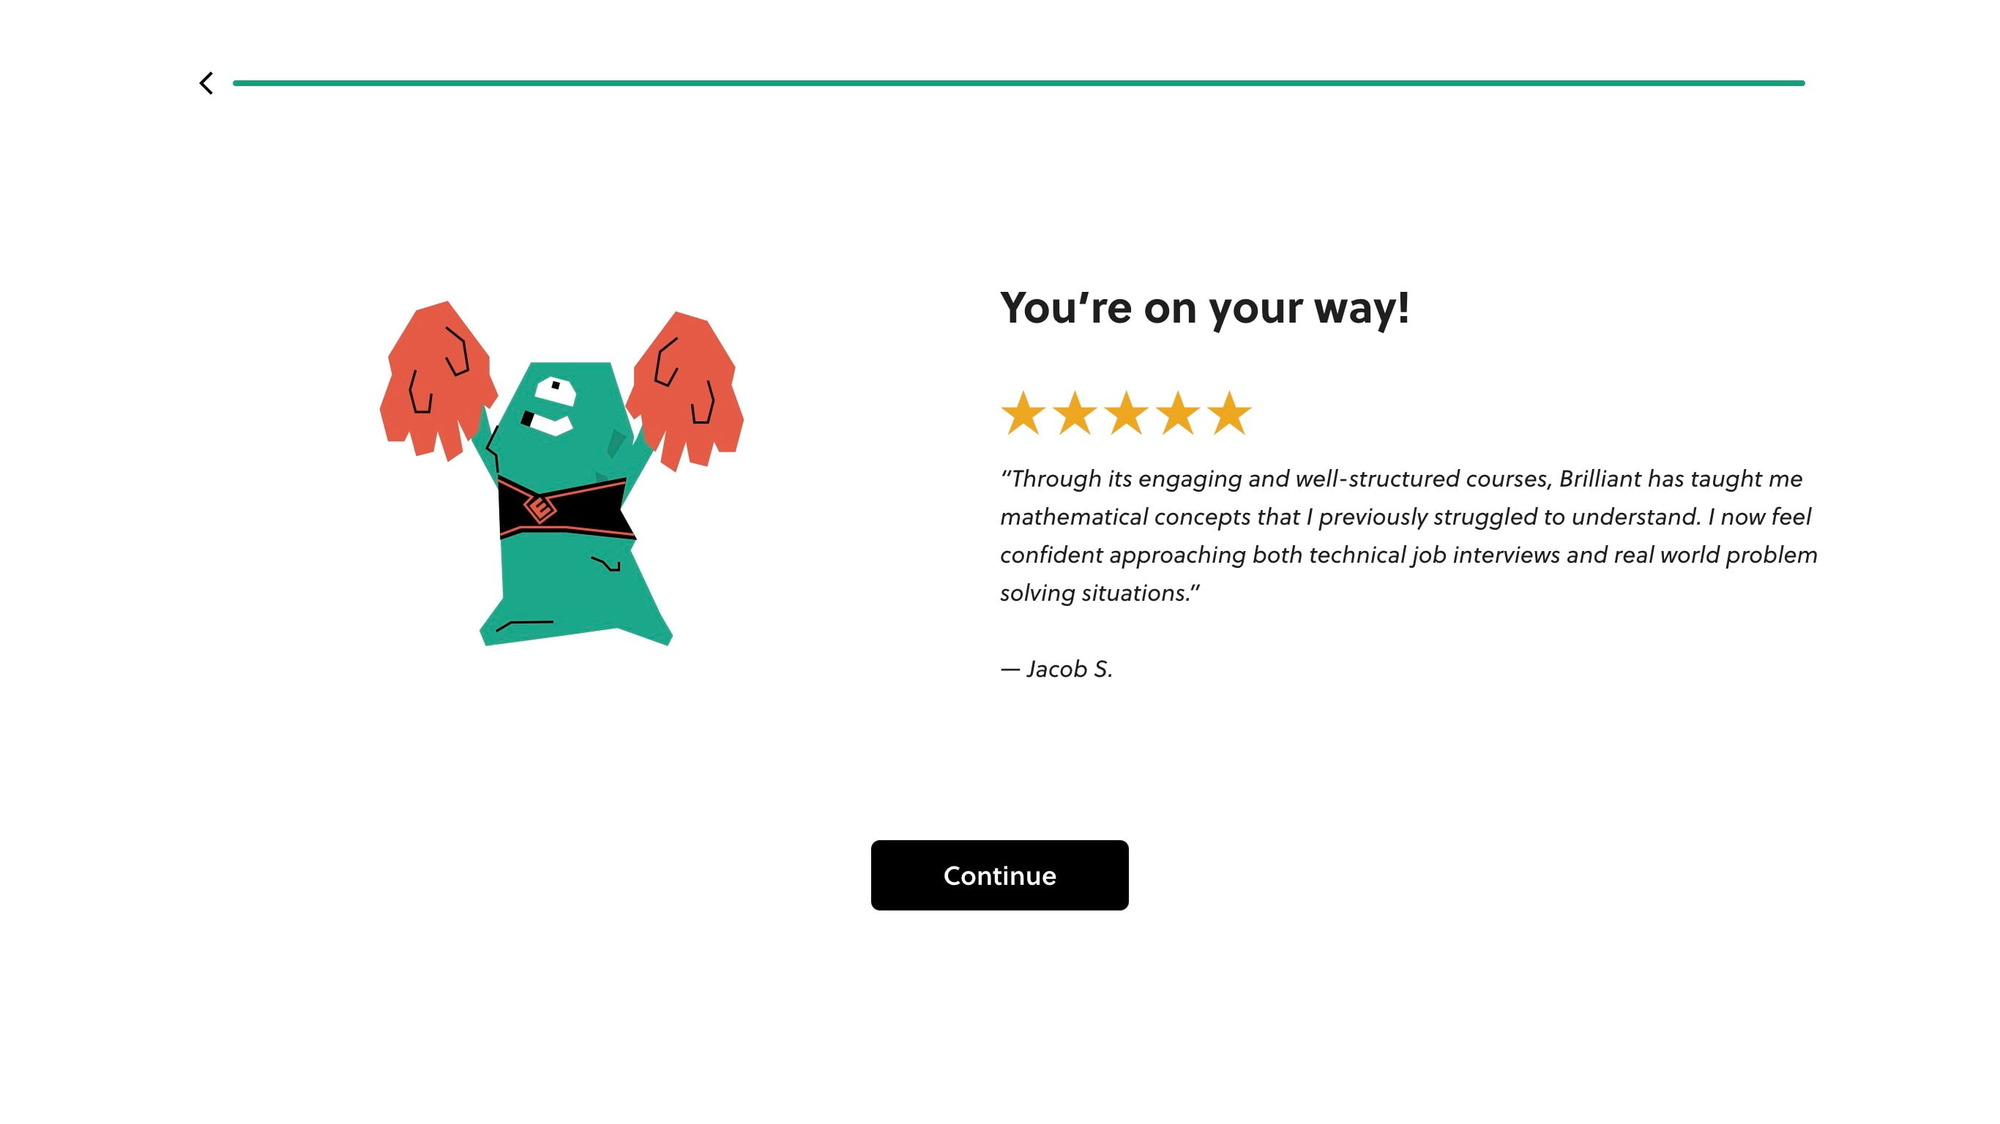 You’re on your way!
“Through its engaging and well-structured courses, Brilliant has taught me
mathematical concepts that I previously struggled to understand. I now feel
confident approaching both technical job interviews and real world problem
solving situations.”
— Jacob S.
E
Continue